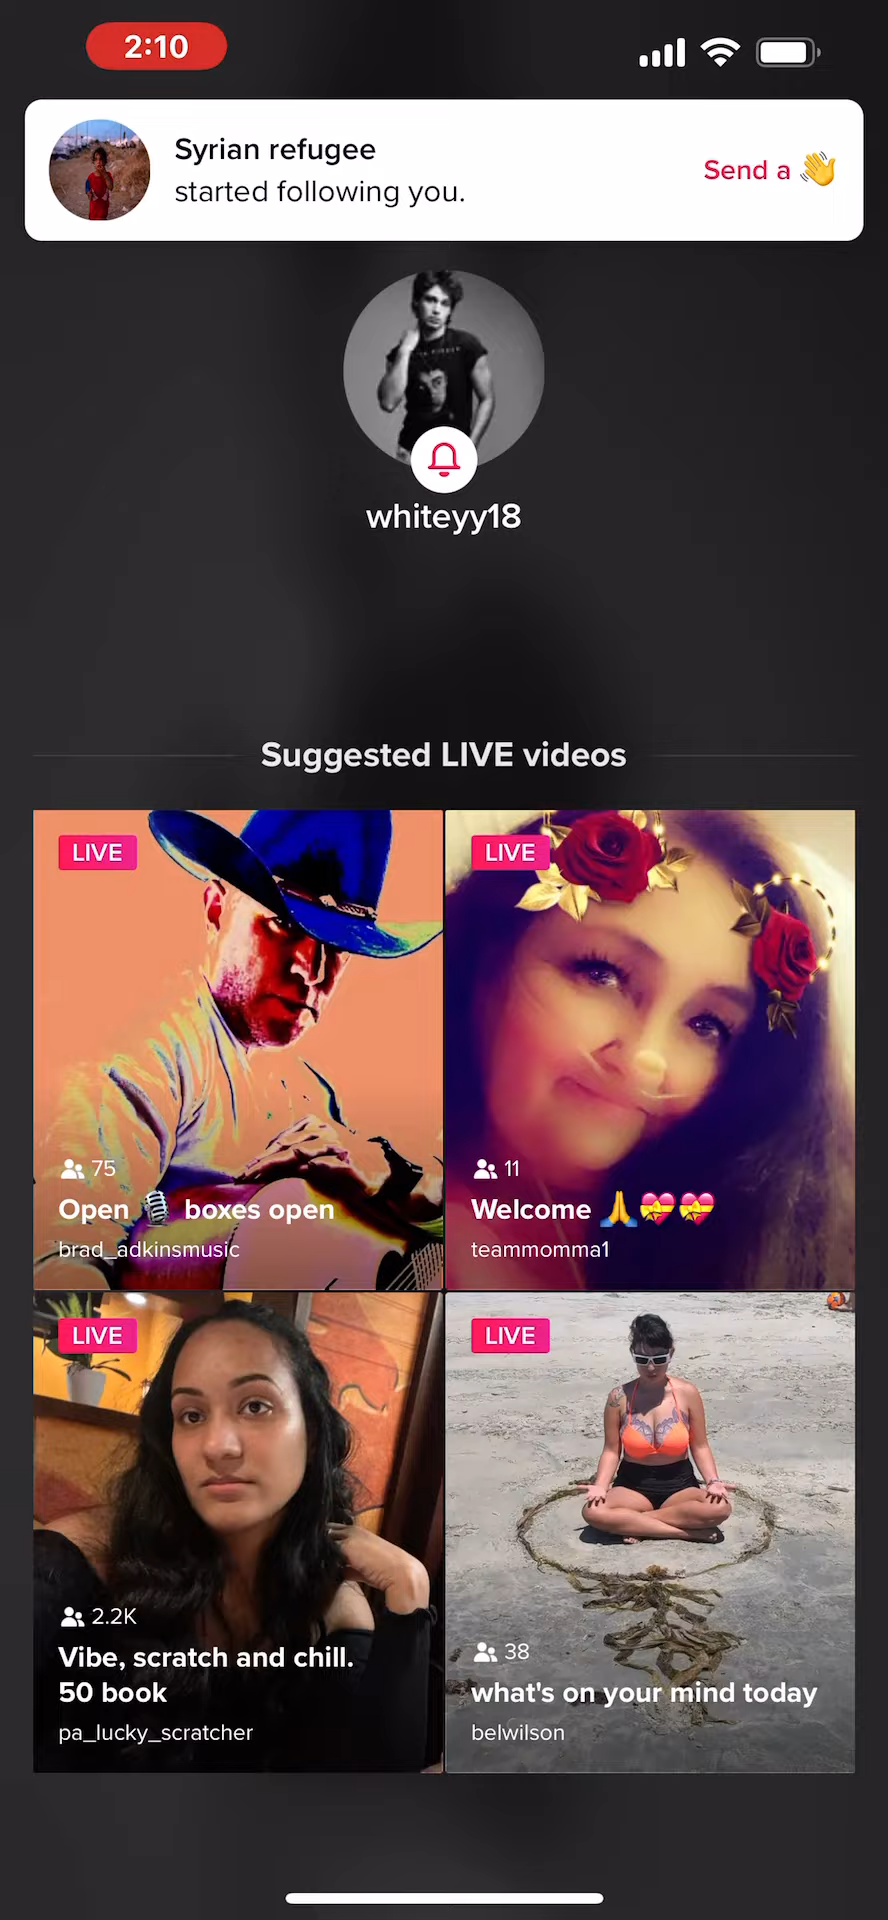 2:10
Syrian refugee
started following you.
Send a 👋
whiteyy18
Suggested LIVE videos
LIVE
75
Open 🎙️ boxes open
brad_adkinsmusic
LIVE
11
Welcome 🙏💝💝
teammomma1
LIVE
2.2K
Vibe, scratch and chill.
50 book
pa_lucky_scratcher
LIVE
38
what's on your mind today
belwilson